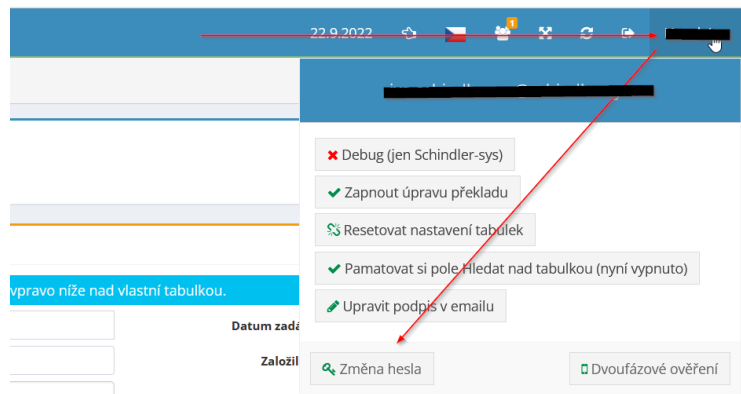 22.9.2022
1
Debug (jen Schindler-sys)
Zapnout úpravu překladu
Resetovat nastavení tabulek
Pamatovat si pole Hledat nad tabulkou (nyní vypnuto)
vpravo níže nad vlastní tabulkou.
Upravit podpis v emailu
Datum zadá
Založil
Změna hesla
Dvoufázové ověření